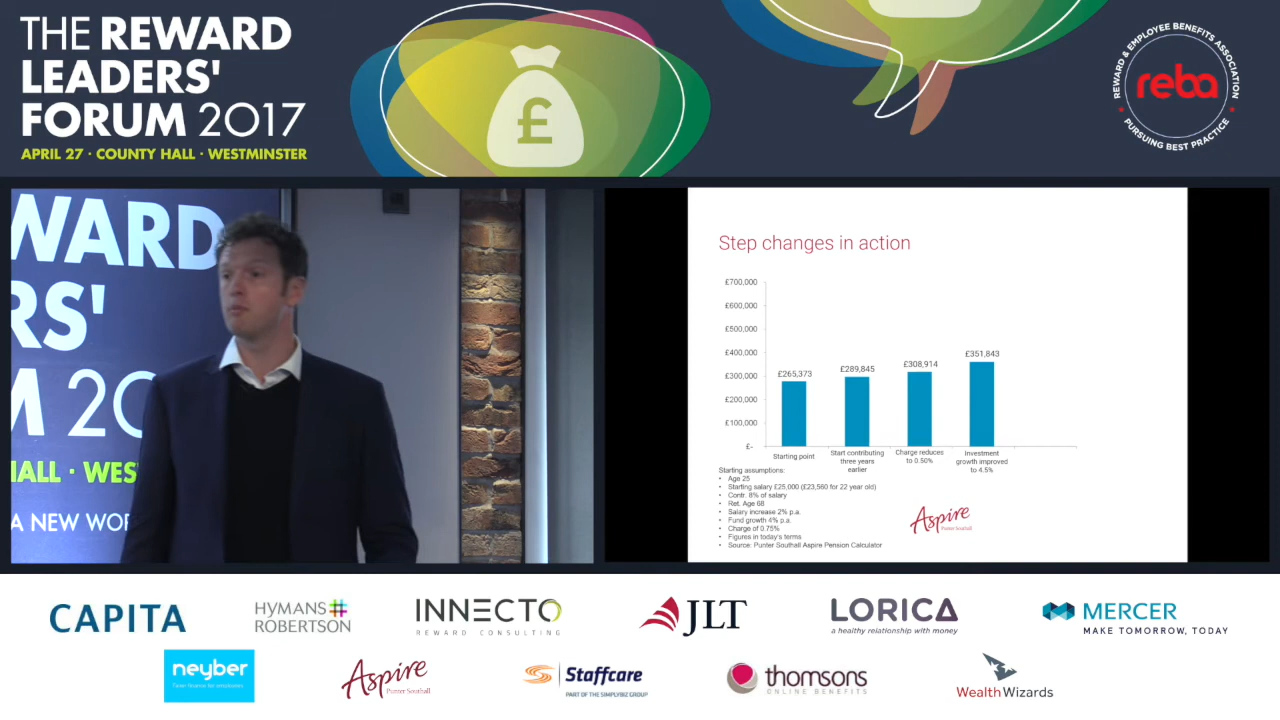 THE REWARD
LEADERS'
FORUM 2017
APRIL 27 · COUNTY HALL · WESTMINSTER
£
REWARD & EMPLOYEE BENEFITS ASSOCIATION
reba
PURSUING BEST PRACTICE
WARD
RS'
M 20
HALL · WES
A NEW WOR
Step changes in action
£700,000
£600,000
£500,000
£400,000
£300,000
£200,000
£100,000
£-
£265,373
£289,845
£308,914
£351,843
Starting point
Start contributing
three years
earlier
Charge reduces
to 0.50%
Investment
growth improved
to 4.5%
Starting assumptions:
• Age 25
• Starting salary £25,000 (£23,560 for 22 year old)
• Contr. 8% of salary
• Ret. Age 68
• Salary increase 2% p.a.
• Fund growth 4% p.a.
• Charge of 0.75%
• Figures in today's terms
• Source: Punter Southall Aspire Pension Calculator
Aspire
Punter Southall
CAPITA
HYMANS
ROBERTSON
INNECTO
REWARD CONSULTING
JLT
LORICA
a healthy relationship with money
MERCER
MAKE TOMORROW, TODAY
neyber
Aspire
Punter Southall
Staffcare
PART OF THE SIMPLYBIZ GROUP
thomsons
ONLINE BENEFITS
WealthWizards